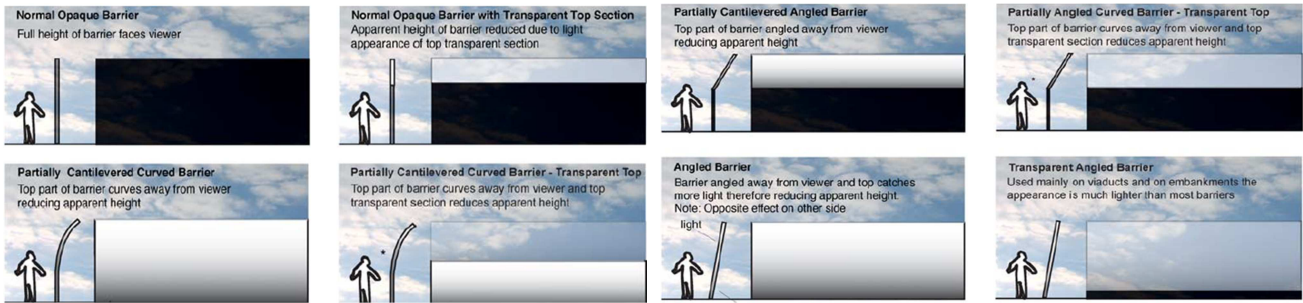 Normal Opaque Barrier
Full height of barrier faces viewer
Normal Opaque Barrier with Transparent Top Section
Apparent height of barrier reduced due to light
appearance of top transparent section
Partially Cantilevered Angled Barrier
Top part of barrier angled away from viewer
reducing apparent height
Partially Angled Curved Barrier - Transparent Top
Top part of barrier curves away from viewer and top
transparent section reduces apparent height
Partially Cantilevered Curved Barrier
Top part of barrier curves away from viewer
reducing apparent height
Partially Cantilevered Curved Barrier - Transparent Top
Top part of barrier curves away from viewer and top
transparent section reduces apparent height
Angled Barrier
Barrier angled away from viewer and top catches
more light therefore reducing apparent height.
Note: Opposite effect on other side
light
Transparent Angled Barrier
Used mainly on viaducts and on embankments the
appearance is much lighter than most barriers